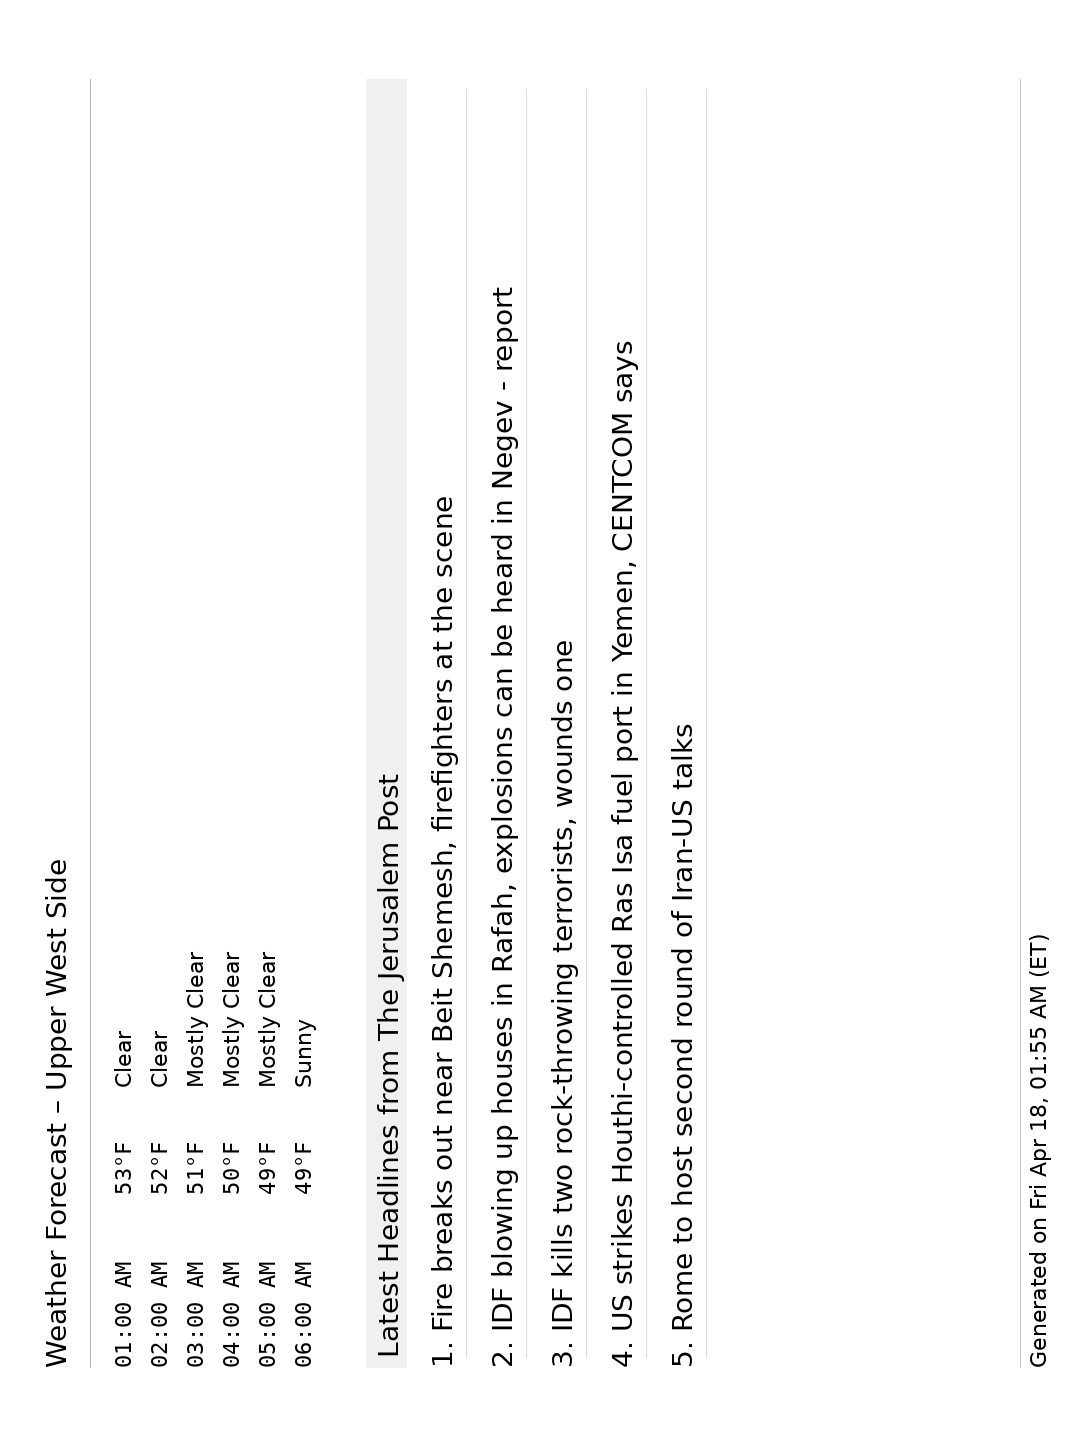 Weather Forecast – Upper West Side
01:00 AM 53°F Clear
02:00 AM 52°F Clear
03:00 AM 51°F Mostly Clear
04:00 AM 50°F Mostly Clear
05:00 AM 49°F Mostly Clear
06:00 AM 49°F Sunny
Latest Headlines from The Jerusalem Post
1. Fire breaks out near Beit Shemesh, firefighters at the scene
2. IDF blowing up houses in Rafah, explosions can be heard in Negev - report
3. IDF kills two rock-throwing terrorists, wounds one
4. US strikes Houthi-controlled Ras Isa fuel port in Yemen, CENTCOM says
5. Rome to host second round of Iran-US talks
Generated on Fri Apr 18, 01:55 AM (ET)